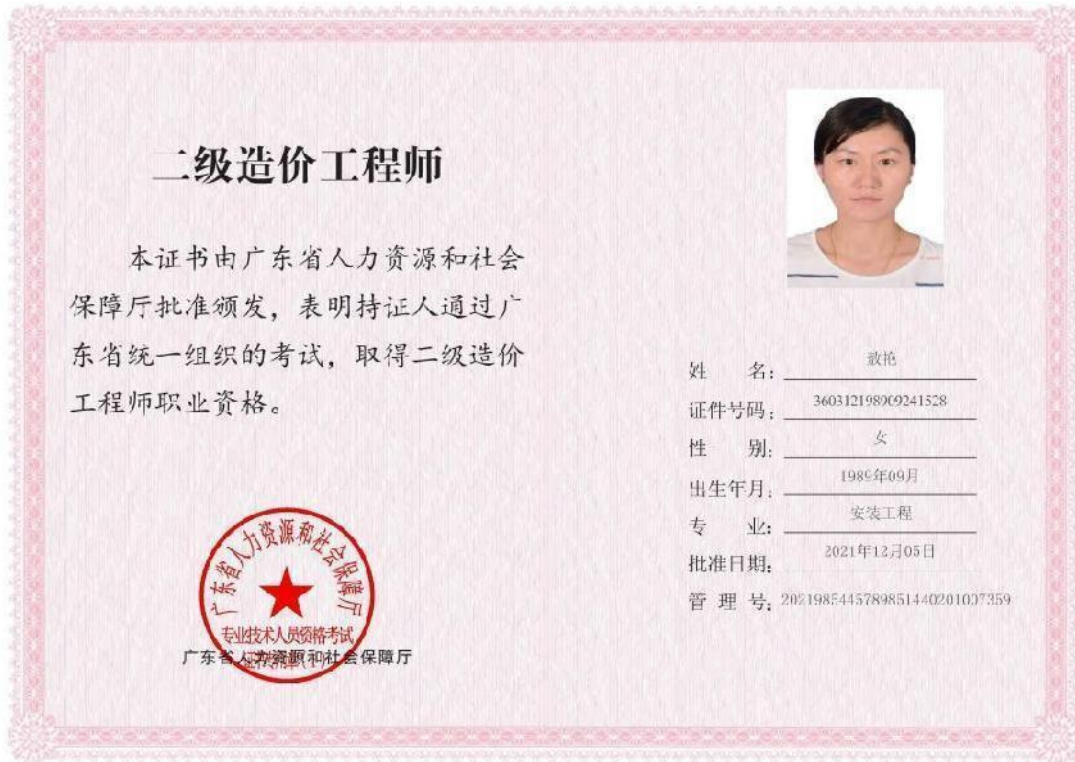 二级造价工程师
本证书由广东省人力资源和社会
保障厅批准颁发，表明持证人通过广
东省统一组织的考试，取得二级造价
工程师职业资格。
姓 名：
证件号码：360312198909241528
性 别：女
出生年月：1989年09月
专 业：安装工程
批准日期：2021年12月05日
管 理 号：
广东省人力资源和社会保障厅
专业技术人员资格考试
广东省人力资源和社会保障厅